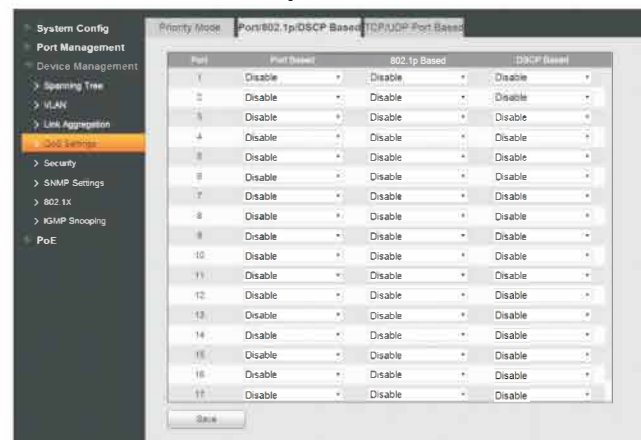 System Config
Port Management
Device Management
> Spanning Tree
> VLAN
> Link Aggregation
> QoS Settings
> Security
> SNMP Settings
> 802.1X
> IGMP Snooping
PoE
Priority Mode Port/802.1p/DSCP Based TCP/UDP Port Based
Port Port Based 802.1p Based DSCP Based
1 Disable Disable Disable
2 Disable Disable Disable
3 Disable Disable Disable
4 Disable Disable Disable
5 Disable Disable Disable
6 Disable Disable Disable
7 Disable Disable Disable
8 Disable Disable Disable
9 Disable Disable Disable
10 Disable Disable Disable
11 Disable Disable Disable
12 Disable Disable Disable
13 Disable Disable Disable
14 Disable Disable Disable
15 Disable Disable Disable
16 Disable Disable Disable
17 Disable Disable Disable
Save